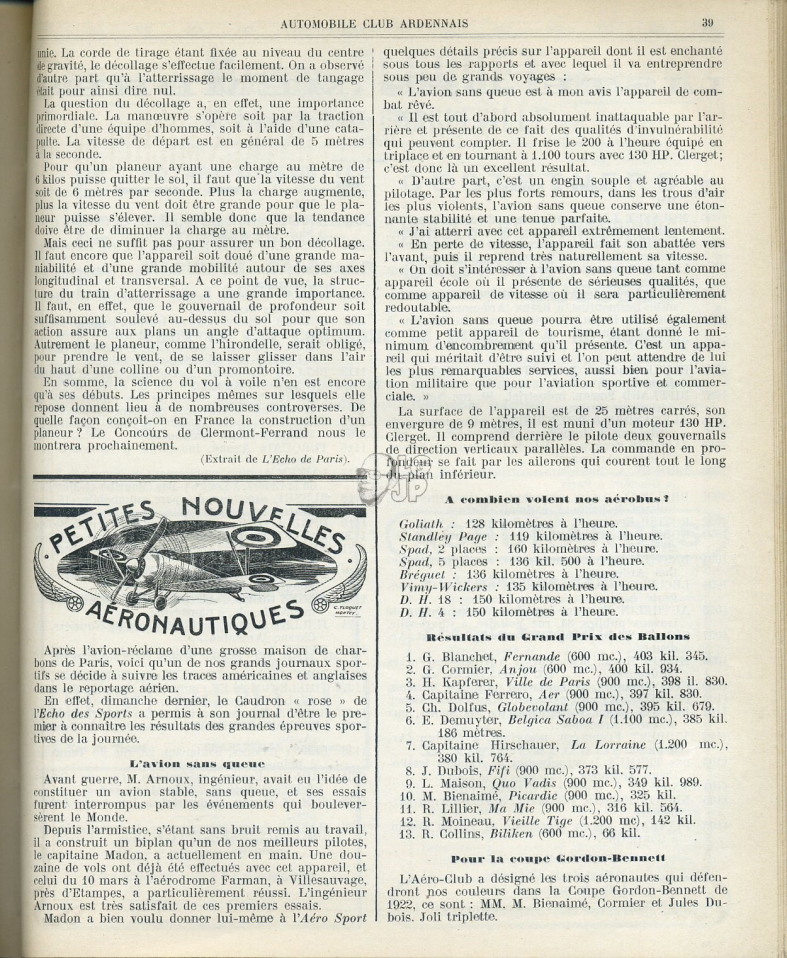 AUTOMOBILE CLUB ARDENNAIS 39
unie. La corde de tirage étant fixée au niveau du centre
de gravité, le décollage s'effectue facilement. On a observé
d'autre part qu'à l'atterrissage le moment de tangage
était pour ainsi dire nul.
La question du décollage a, en effet, une importance
primordiale. La manœuvre s'opère soit par la traction
directe d'une équipe d'hommes, soit à l'aide d'une cata-
pulte. La vitesse de départ est en général de 5 mètres
à la seconde.
Pour qu'un planeur ayant une charge au mètre de
6 kilos puisse quitter le sol, il faut que la vitesse du vent
soit de 6 mètres par seconde. Plus la charge augmente,
plus la vitesse du vent doit être grande pour que le pla-
neur puisse s'élever. Il semble donc que la tendance
doive être de diminuer la charge au mètre.
Mais ceci ne suffit pas pour assurer un bon décollage.
Il faut encore que l'appareil soit doué d'une grande ma-
niabilité et d'une grande mobilité autour de ses axes
longitudinal et transversal. A ce point de vue, la struc-
ture du train d'atterrissage a une grande importance.
Il faut, en effet, que le gouvernail de profondeur soit
suffisamment soulevé au-dessus du sol pour que son
action assure aux plans un angle d'attaque optimum.
Autrement le planeur, comme l'hirondelle, serait obligé,
pour prendre le vent, de se laisser glisser dans l'air
du haut d'une colline ou d'un promontoire.
En somme, la science du vol à voile n'en est encore
qu'à ses débuts. Les principes mêmes sur lesquels elle
repose donnent lieu à de nombreuses controverses. De
quelle façon conçoit-on en France la construction d'un
planeur ? Le Concours de Clermont-Ferrand nous le
montrera prochainement.
(Extrait de L'Echo de Paris).
PETITES NOUVELLES
AÉRONAUTIQUES
C. FLOQUET
Après l'avion-réclame d'une grosse maison de char-
bons de Paris, voici qu'un de nos grands journaux spor-
tifs se décide à suivre les traces américaines et anglaises
dans le reportage aérien.
En effet, dimanche dernier, le Caudron « rose » de
l'Echo des Sports a permis à son journal d'être le pre-
mier à connaitre les résultats des grandes épreuves spor-
tives de la journée.
L'avion sans queue
Avant guerre, M. Arnoux, ingénieur, avait eu l'idée de
constituer un avion stable, sans queue, et ses essais
furent interrompus par les événements qui boulever-
sèrent le Monde.
Depuis l'armistice, s'étant sans bruit remis au travail,
il a construit un biplan qu'un de nos meilleurs pilotes,
le capitaine Madon, a actuellement en main. Une dou-
zaine de vols ont déjà été effectués avec cet appareil, et
celui du 10 mars à l'aérodrome Farman, à Villesauvage,
près d'Etampes, a particulièrement réussi. L'ingénieur
Arnoux est très satisfait de ces premiers essais.
Madon a bien voulu donner lui-même à l'Aéro Sport
quelques détails précis sur l'appareil dont il est enchanté
sous tous les rapports et avec lequel il va entreprendre
sous peu de grands voyages :
« L'avion sans queue est à mon avis l'appareil de com-
bat rêvé.
« Il est tout d'abord absolument inattaquable par l'ar-
rière et présente de ce fait des qualités d'invulnérabilité
qui peuvent compter. Il frise le 200 à l'heure équipé en
triplace et en tournant à 1.100 tours avec 130 HP. Clerget ;
c'est donc là un excellent résultat.
« D'autre part, c'est un engin souple et agréable au
pilotage. Par les plus forts remous, dans les trous d'air
les plus violents, l'avion sans queue conserve une éton-
nante stabilité et une tenue parfaite.
« J'ai atterri avec cet appareil extrêmement lentement.
« En perte de vitesse, l'appareil fait son abattée vers
l'avant, puis il reprend très naturellement sa vitesse.
« On doit s'intéresser à l'avion sans queue tant comme
appareil école où il présente de sérieuses qualités, que
comme appareil de vitesse où il sera particulièrement
redoutable.
« L'avion sans queue pourra être utilisé également
comme petit appareil de tourisme, étant donné le mi-
nimum d'encombrement qu'il présente. C'est un appa-
reil qui méritait d'être suivi et l'on peut attendre de lui
les plus remarquables services, aussi bien pour l'avia-
tion militaire que pour l'aviation sportive et commer-
ciale. »
La surface de l'appareil est de 25 mètres carrés, son
envergure de 9 mètres, il est muni d'un moteur 130 HP.
Clerget. Il comprend derrière le pilote deux gouvernails
de direction verticaux parallèles. La commande en pro-
fondeur se fait par les ailerons qui courent tout le long
du plan inférieur.
JP
A combien volent nos aérobus ?
Goliath : 128 kilomètres à l'heure.
Standley Page : 119 kilomètres à l'heure.
Spad, 2 places : 160 kilomètres à l'heure.
Spad, 5 places : 136 kil. 500 à l'heure.
Bréguet : 136 kilomètres à l'heure.
Vimy-Wickers : 135 kilomètres à l'heure.
D. H. 18 : 150 kilomètres à l'heure.
D. H. 4 : 150 kilomètres à l'heure.
Résultats du Grand Prix des Ballons
1. G. Blanchet, Fernande (600 mc.), 403 kil. 345.
2. G. Cormier, Anjou (600 mc.), 400 kil. 934.
3. H. Kapferer, Ville de Paris (900 mc.), 398 il. 830.
4. Capitaine Ferrero, Aer (900 mc.), 397 kil. 830.
5. Ch. Dolfus, Globevolant (900 mc.), 395 kil. 679.
6. E. Demuyter, Belgica Saboa I (1.100 mc.), 385 kil.
186 mètres.
7. Capitaine Hirschauer, La Lorraine (1.200 mc.),
380 kil. 764.
8. J. Dubois, Fifi (900 mc.), 373 kil. 577.
9. L. Maison, Quo Vadis (900 mc.), 349 kil. 989.
10. M. Bienaimé, Picardie (900 mc.), 325 kil.
11. R. Lillier, Ma Mie (900 mc.), 316 kil. 564.
12. R. Moineau, Vieille Tige (1.200 mc), 142 kil.
13. R. Collins, Biliken (600 mc.), 66 kil.
Pour la coupe Gordon-Bennett
L'Aéro-Club a désigné les trois aéronautes qui défen-
dront nos couleurs dans la Coupe Gordon-Bennett de
1922, ce sont : MM. M. Bienaimé, Cormier et Jules Du-
bois. Joli triplette.